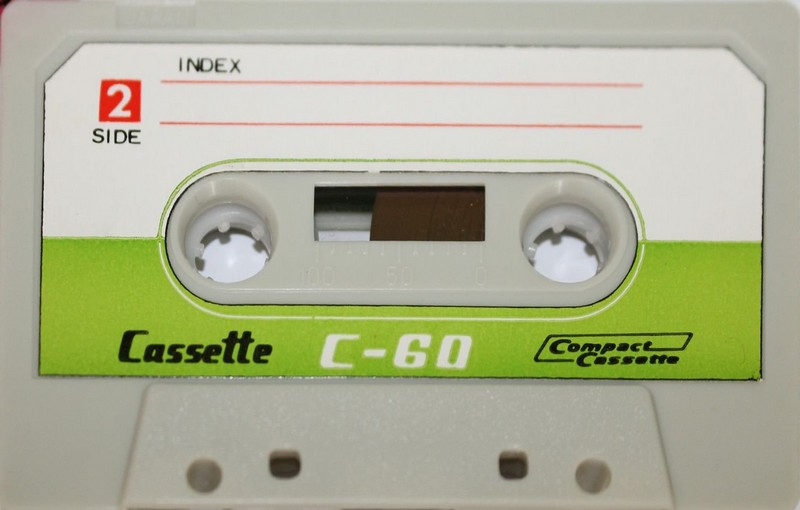 INDEX
2
SIDE
100 50 0
Cassette C-60 Compact
Cassette